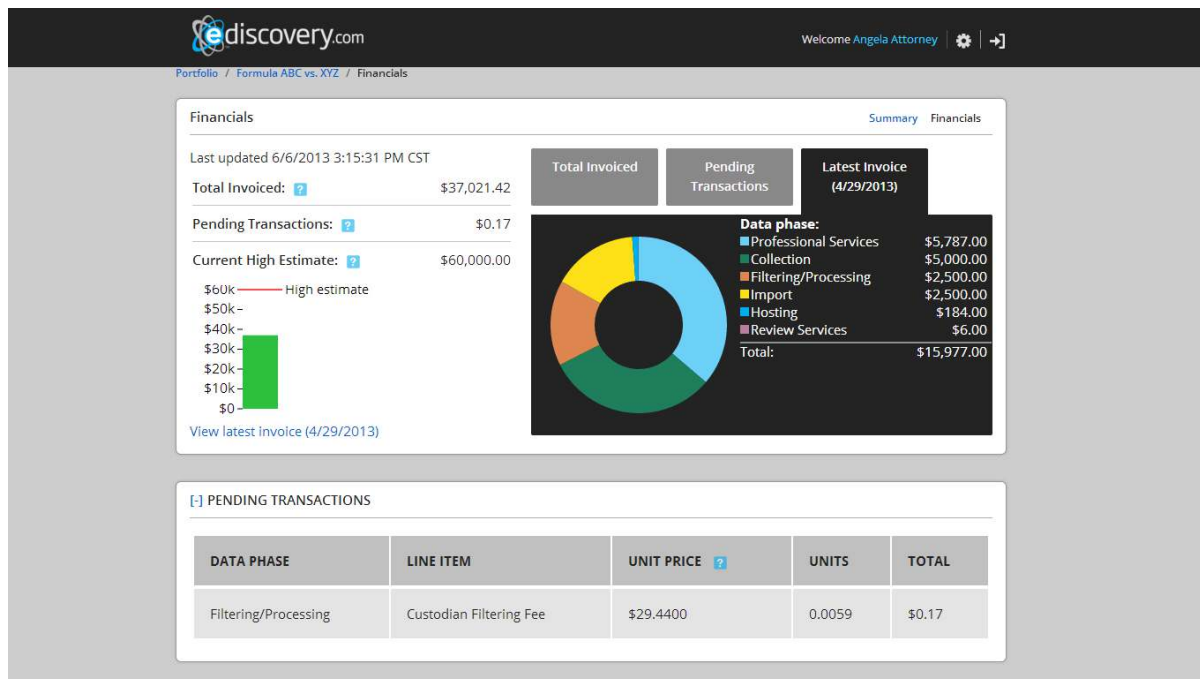 ediscovery.com
Welcome Angela Attorney
Portfolio / Formula ABC vs. XYZ / Financials
Financials
Summary Financials
Last updated 6/6/2013 3:15:31 PM CST
Total Invoiced: ? $37,021.42
Pending Transactions: ? $0.17
Current High Estimate: ? $60,000.00
$60k High estimate
$50k
$40k
$30k
$20k
$10k
$0
View latest invoice (4/29/2013)
Total Invoiced
Pending
Transactions
Latest Invoice
(4/29/2013)
Data phase:
Professional Services $5,787.00
Collection $5,000.00
Filtering/Processing $2,500.00
Import $2,500.00
Hosting $184.00
Review Services $6.00
Total: $15,977.00
[-] PENDING TRANSACTIONS
DATA PHASE LINE ITEM UNIT PRICE ? UNITS TOTAL
Filtering/Processing Custodian Filtering Fee $29.4400 0.0059 $0.17